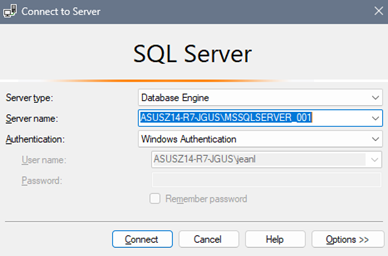 Connect to Server
SQL Server
Server type: Database Engine
Server name: ASUSZ14-R7-JGUS\MSSQLSERVER_001
Authentication: Windows Authentication
User name: ASUSZ14-R7-JGUS\jeanl
Password:
Remember password
Connect Cancel Help Options >>